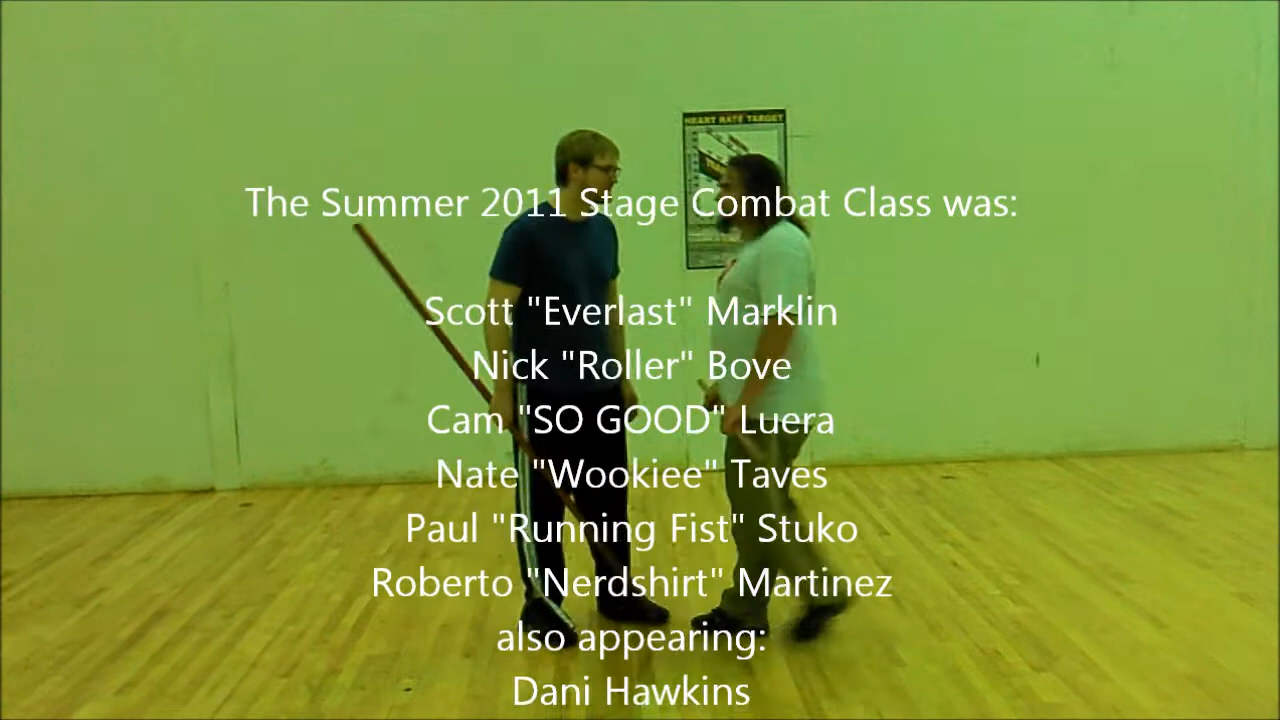 HEART RATE TARGET
The Summer 2011 Stage Combat Class was:
Scott "Everlast" Marklin
Nick "Roller" Bove
Cam "SO GOOD" Luera
Nate "Wookiee" Taves
Paul "Running Fist" Stuko
Roberto "Nerdshirt" Martinez
also appearing:
Dani Hawkins